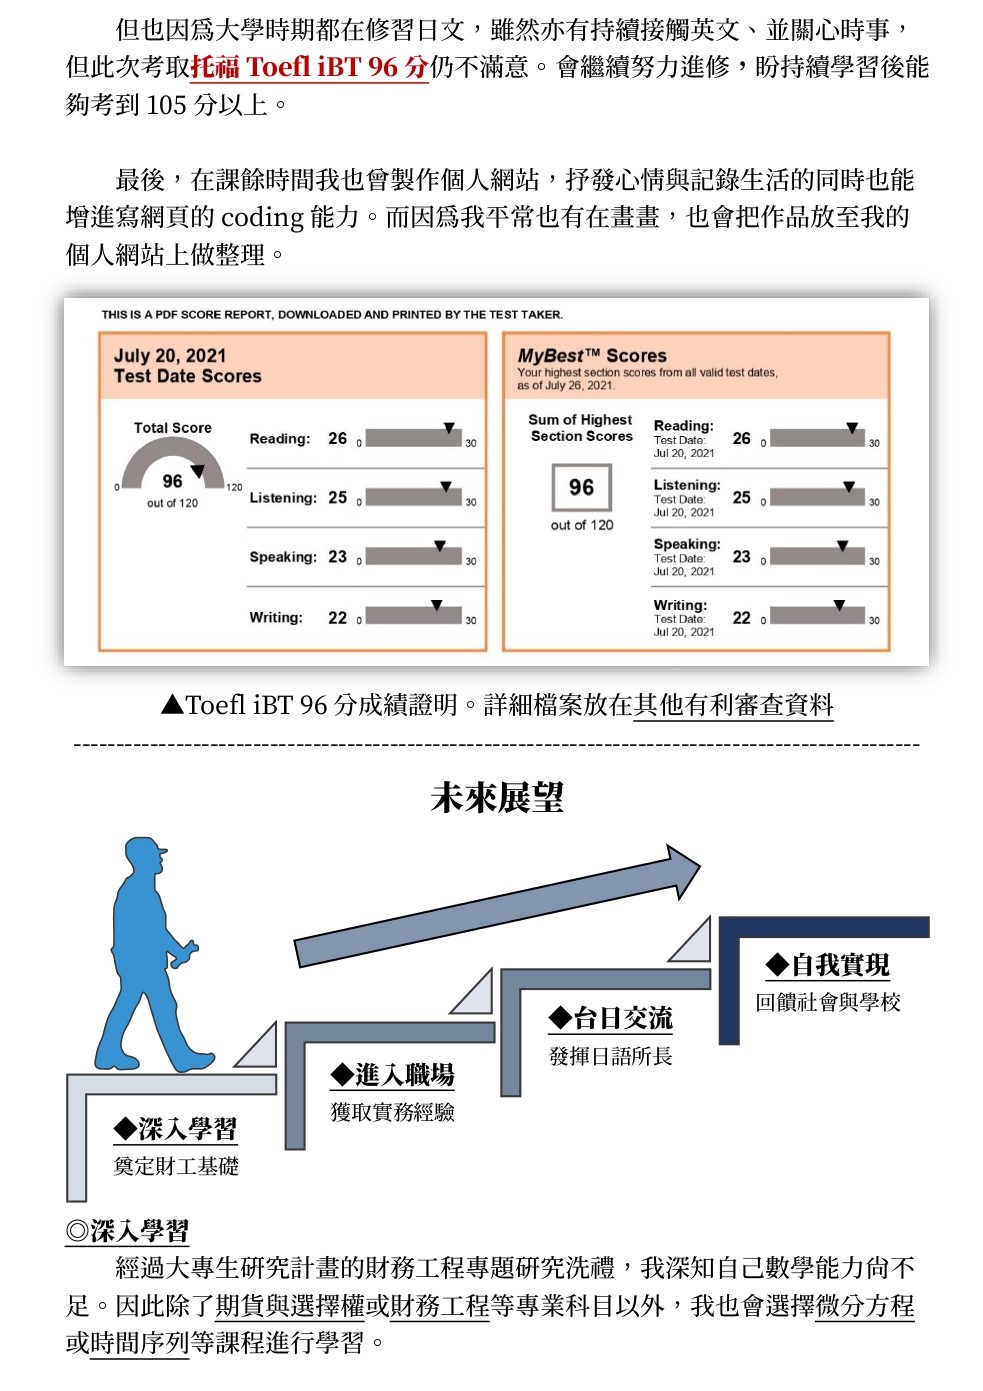 但也因為大學時期都在修習日文，雖然亦有持續接觸英文、並關心時事，
但此次考取托福 Toefl iBT 96 分仍不滿意。會繼續努力進修，盼持續學習後能
夠考到 105 分以上。
最後，在課餘時間我也曾製作個人網站，抒發心情與記錄生活的同時也能
增進寫網頁的 coding 能力。而因為我平常也有在畫畫，也會把作品放至我的
個人網站上做整理。
THIS IS A PDF SCORE REPORT, DOWNLOADED AND PRINTED BY THE TEST TAKER.
July 20, 2021
Test Date Scores
Total Score
0
96
120
out of 120
Reading: 26 0 30
Listening: 25 0 30
Speaking: 23 0 30
Writing: 22 0 30
MyBest™ Scores
Your highest section scores from all valid test dates,
as of July 26, 2021.
Sum of Highest
Section Scores
96
out of 120
Reading:
Test Date:
Jul 20, 2021
26 0 30
Listening:
Test Date:
Jul 20, 2021
25 0 30
Speaking:
Test Date:
Jul 20, 2021
23 0 30
Writing:
Test Date:
Jul 20, 2021
22 0 30
▲Toefl iBT 96 分成績證明。詳細檔案放在其他有利審查資料
未來展望
◆自我實現
回饋社會與學校
◆台日交流
發揮日語所長
◆進入職場
獲取實務經驗
◆深入學習
奠定財工基礎
◎深入學習
經過大專生研究計畫的財務工程專題研究洗禮，我深知自己數學能力尚不
足。因此除了期貨與選擇權或財務工程等專業科目以外，我也會選擇微分方程
或時間序列等課程進行學習。